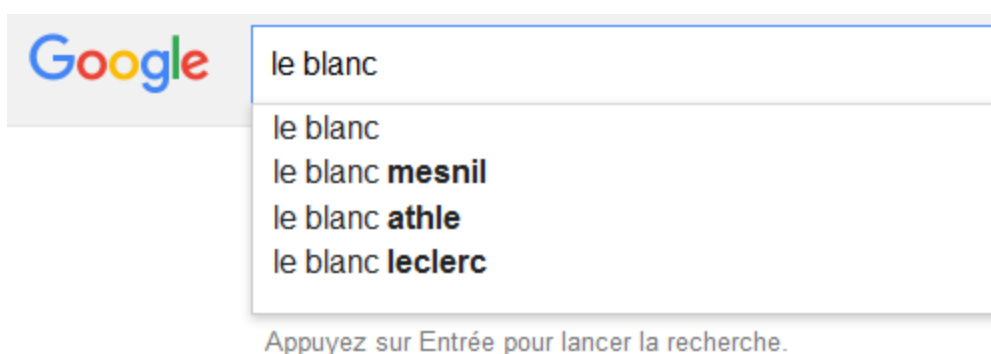 Google
le blanc
le blanc
le blanc mesnil
le blanc athle
le blanc leclerc
Appuyez sur Entrée pour lancer la recherche.